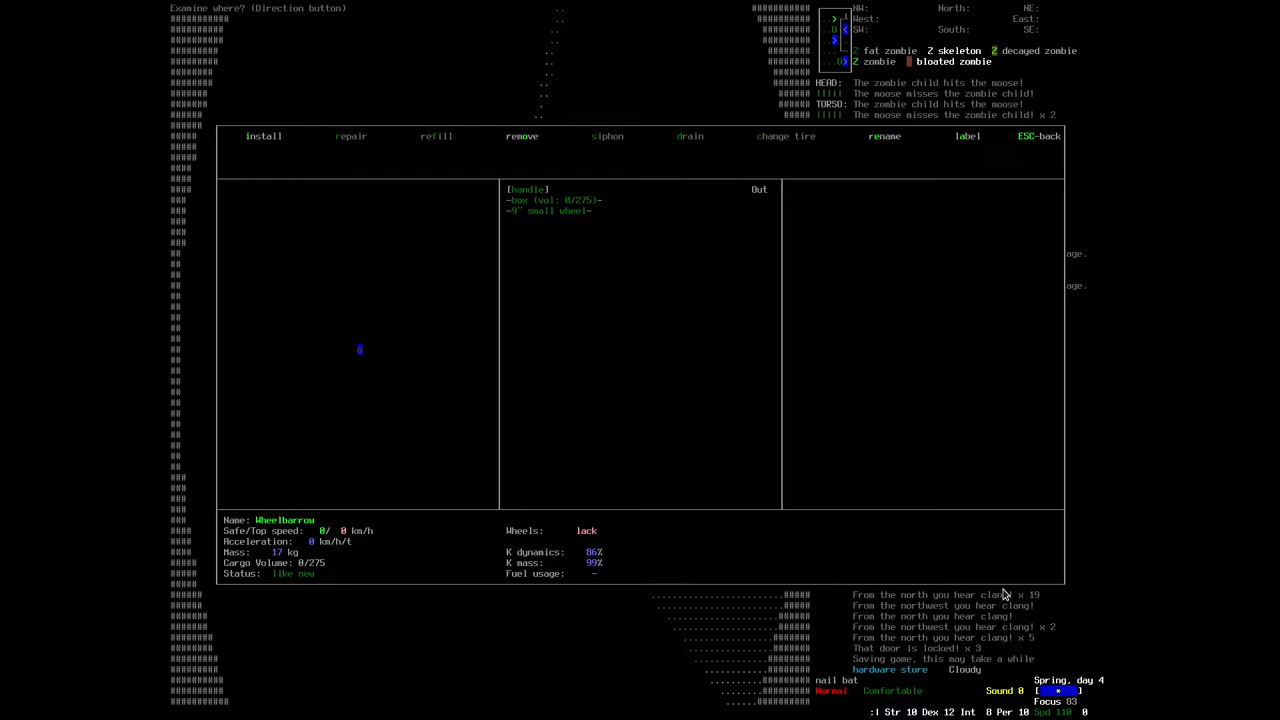 Examine where? (Direction button)
NW: North: NE:
West: East:
SW: South: SE:
Z fat zombie Z skeleton Z decayed zombie
Z zombie bloated zombie
HEAD: The zombie child hits the moose!
The moose misses the zombie child!
TORSO: The zombie child hits the moose!
The moose misses the zombie child! x 2
install repair refill remove siphon drain change tire rename label ESC-back
[handle] Out
-box (vol: 0/275)-
-9" small wheel-
age.
age.
Name: Wheelbarrow
Safe/Top speed: 0/ 0 km/h Wheels: lack
Acceleration: 0 km/h/t
Mass: 17 kg K dynamics: 86%
Cargo Volume: 0/275 K mass: 99%
Status: like new Fuel usage: -
From the north you hear clang! x 19
From the northwest you hear clang!
From the north you hear clang!
From the northwest you hear clang! x 2
From the north you hear clang! x 5
That door is locked! x 3
Saving game, this may take a while
hardware store Cloudy
nail bat Spring, day 4
Normal Comfortable Sound 0 [ * ]
Focus 83
:| Str 10 Dex 12 Int 8 Per 10 Spd 110 0